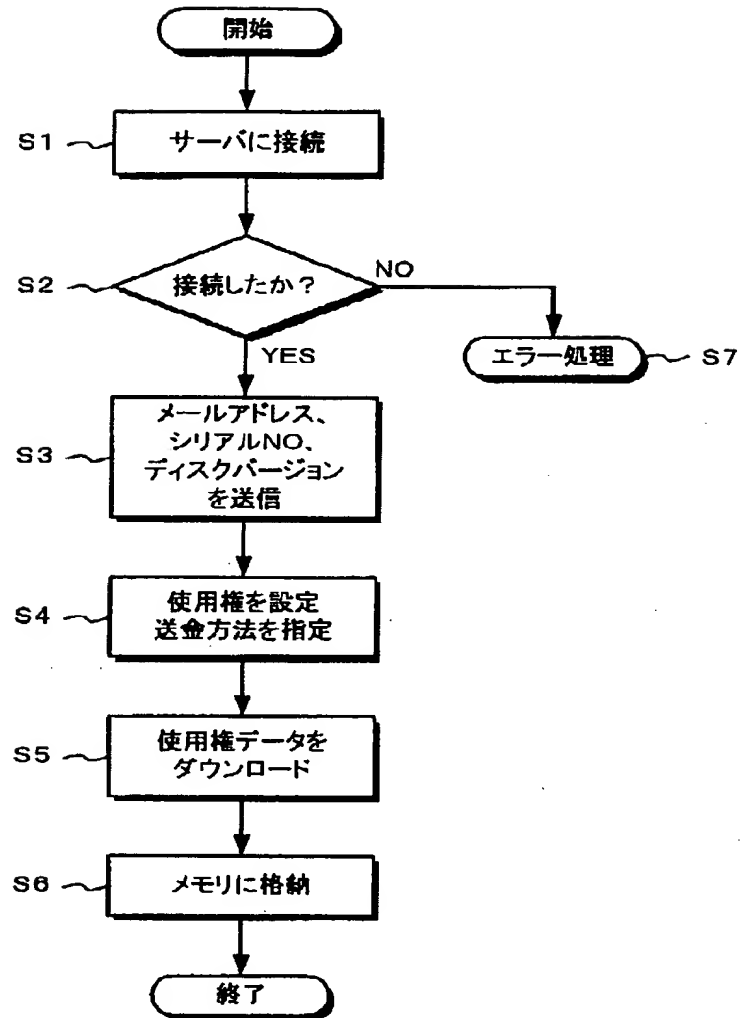 開始
S1
サーバに接続
S2
接続したか？
NO
YES
エラー処理
S7
S3
メールアドレス、
シリアルNO、
ディスクバージョン
を送信
S4
使用権を設定
送金方法を指定
S5
使用権データを
ダウンロード
S6
メモリに格納
終了